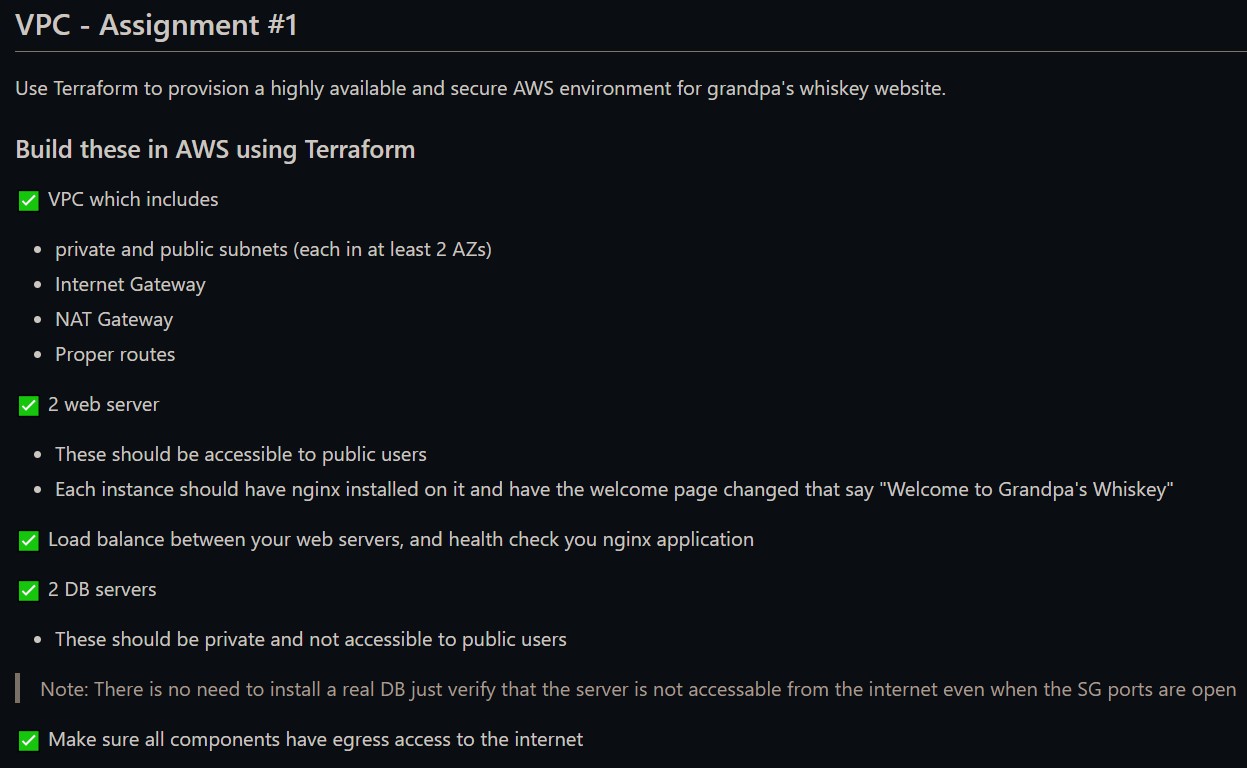 VPC - Assignment #1
Use Terraform to provision a highly available and secure AWS environment for grandpa's whiskey website.
Build these in AWS using Terraform
✅ VPC which includes
• private and public subnets (each in at least 2 AZs)
• Internet Gateway
• NAT Gateway
• Proper routes
✅ 2 web server
• These should be accessible to public users
• Each instance should have nginx installed on it and have the welcome page changed that say "Welcome to Grandpa's Whiskey"
✅ Load balance between your web servers, and health check you nginx application
✅ 2 DB servers
• These should be private and not accessible to public users
Note: There is no need to install a real DB just verify that the server is not accessable from the internet even when the SG ports are open
✅ Make sure all components have egress access to the internet